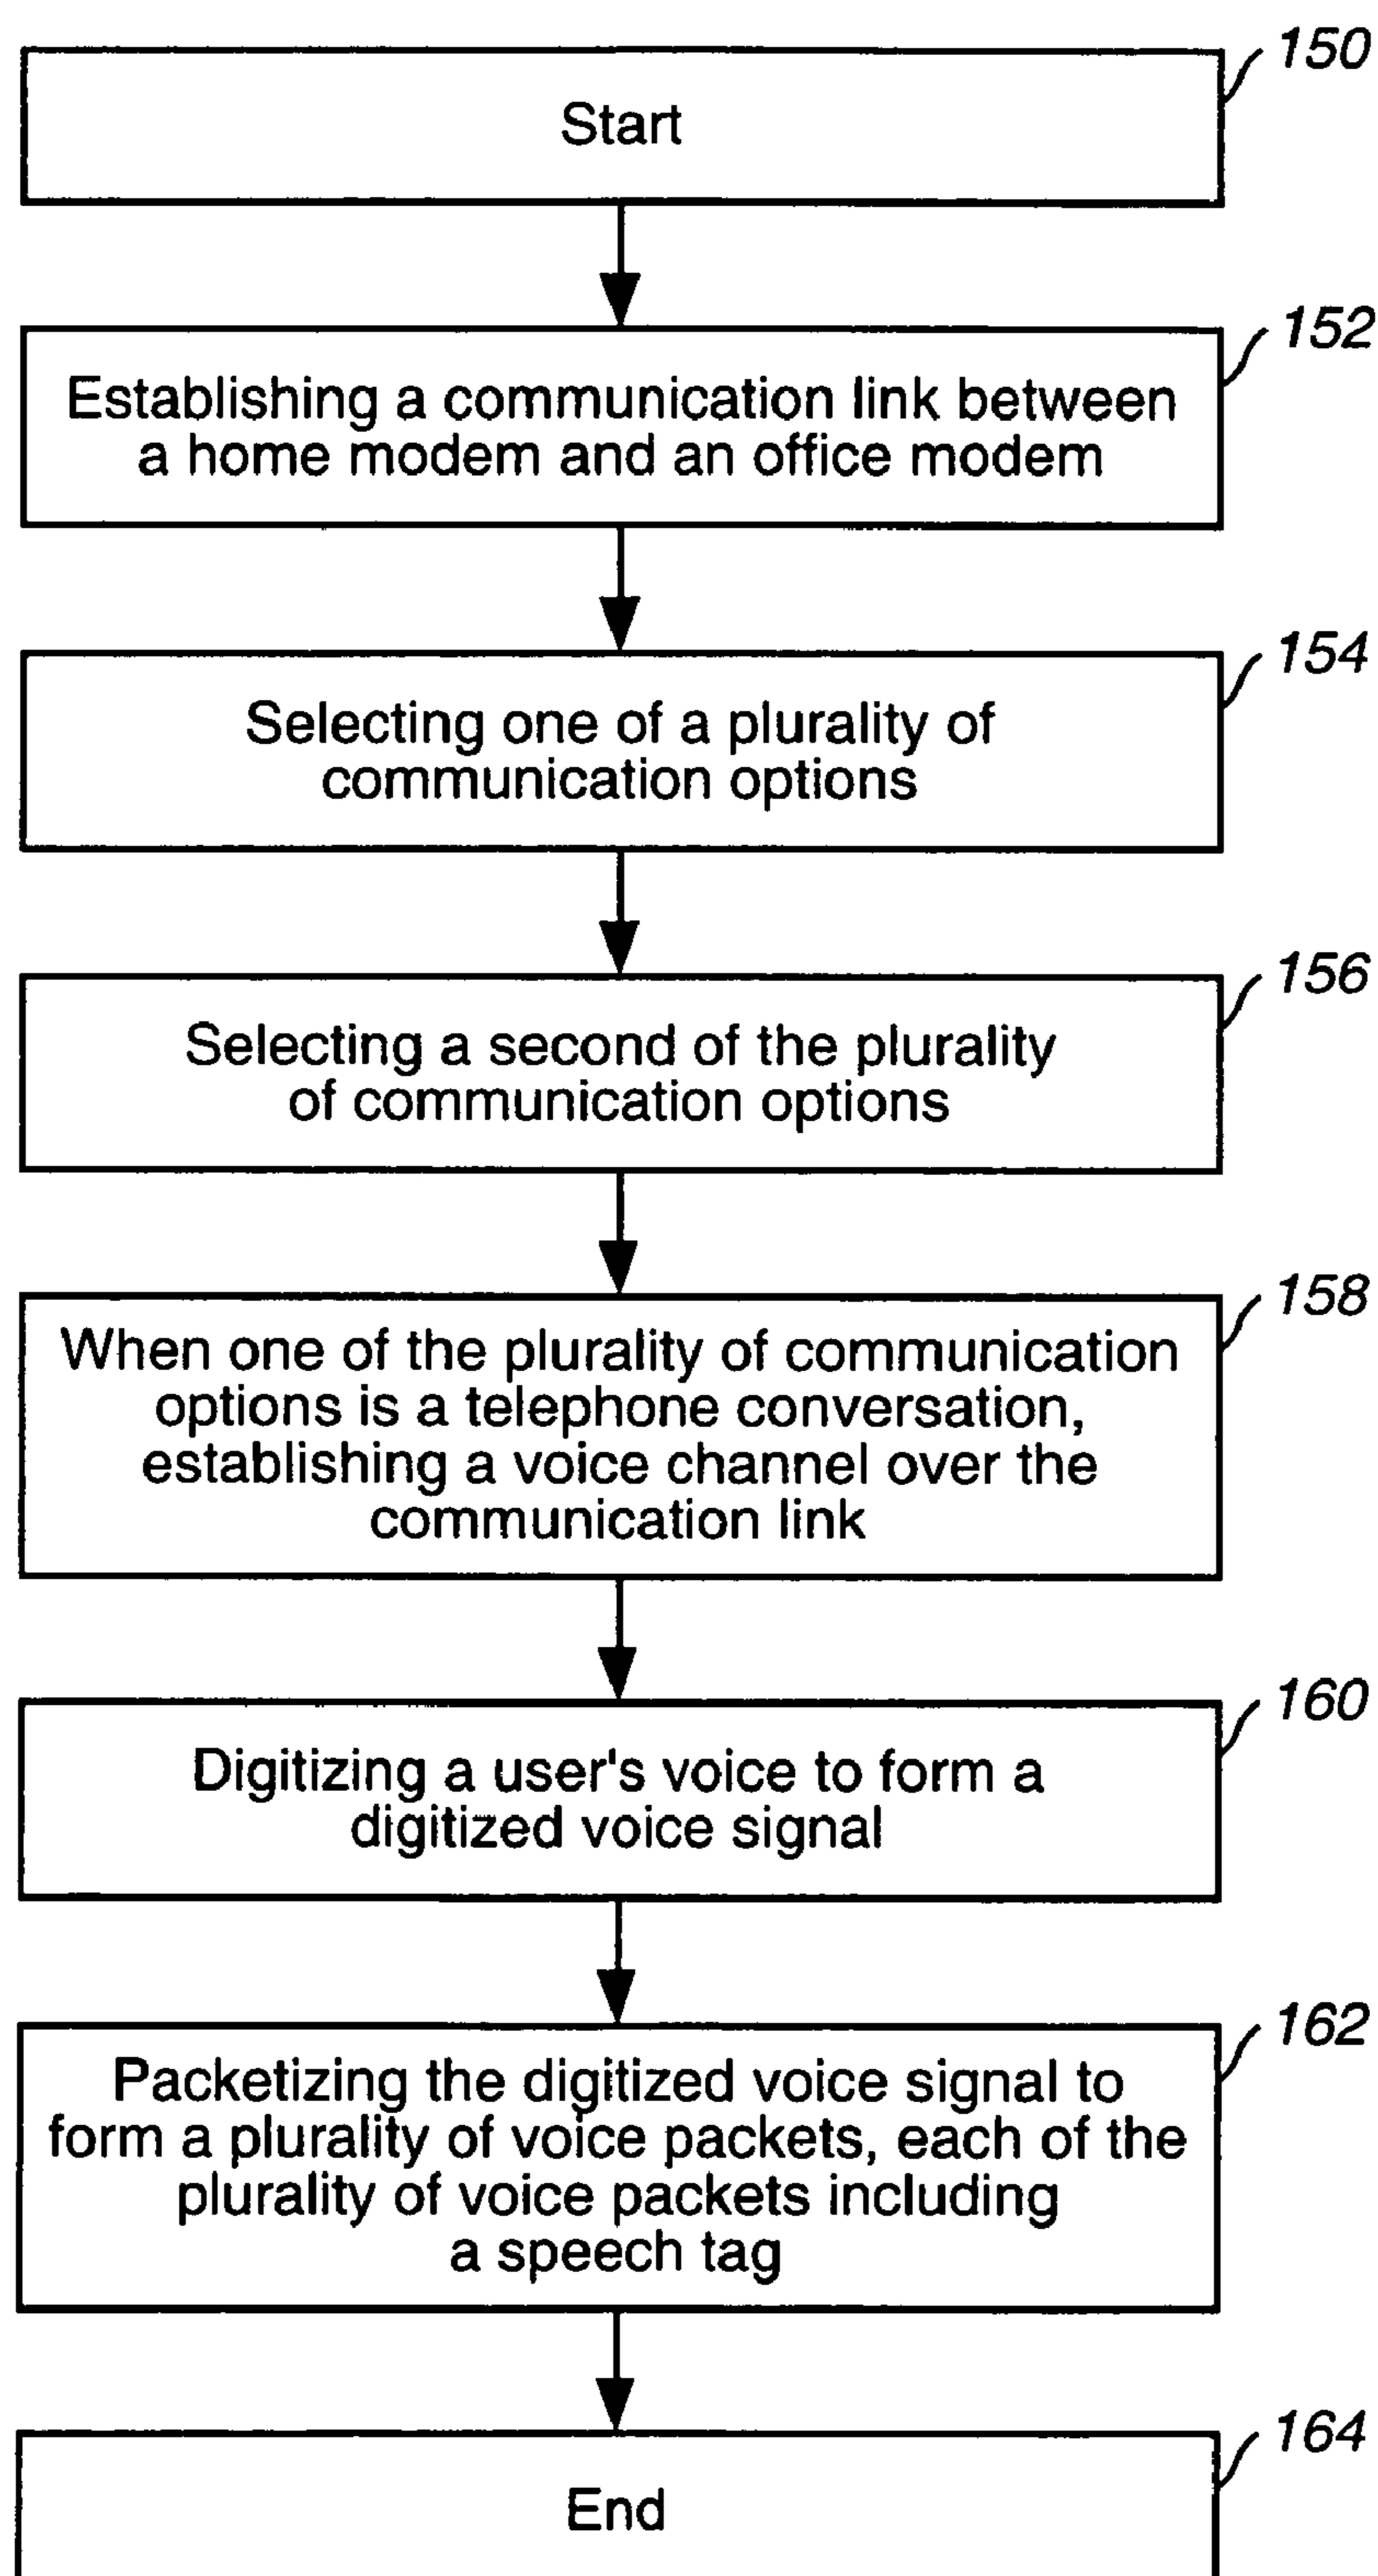 150
Start
152
Establishing a communication link between
a home modem and an office modem
154
Selecting one of a plurality of
communication options
156
Selecting a second of the plurality
of communication options
158
When one of the plurality of communication
options is a telephone conversation,
establishing a voice channel over the
communication link
160
Digitizing a user's voice to form a
digitized voice signal
162
Packetizing the digitized voice signal to
form a plurality of voice packets, each of the
plurality of voice packets including
a speech tag
164
End